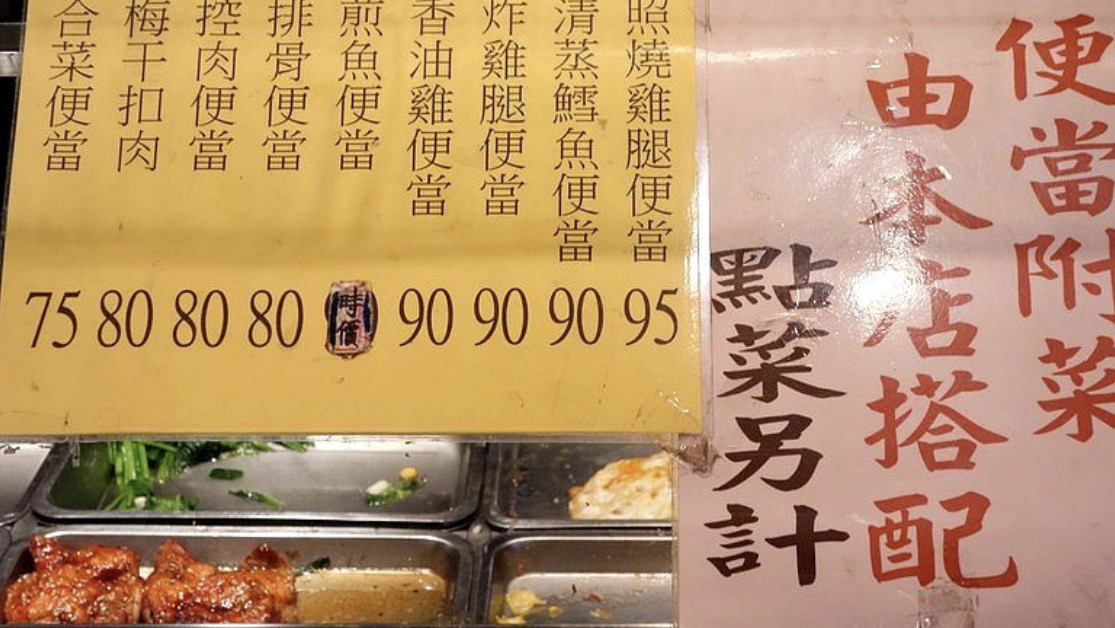 便當附菜
由本店搭配
點菜另計
照燒雞腿便當 95
清蒸鱈魚便當 90
炸雞腿便當 90
香油雞便當 90
煎魚便當 時價
排骨便當 80
控肉便當 80
梅干扣肉 80
合菜便當 75